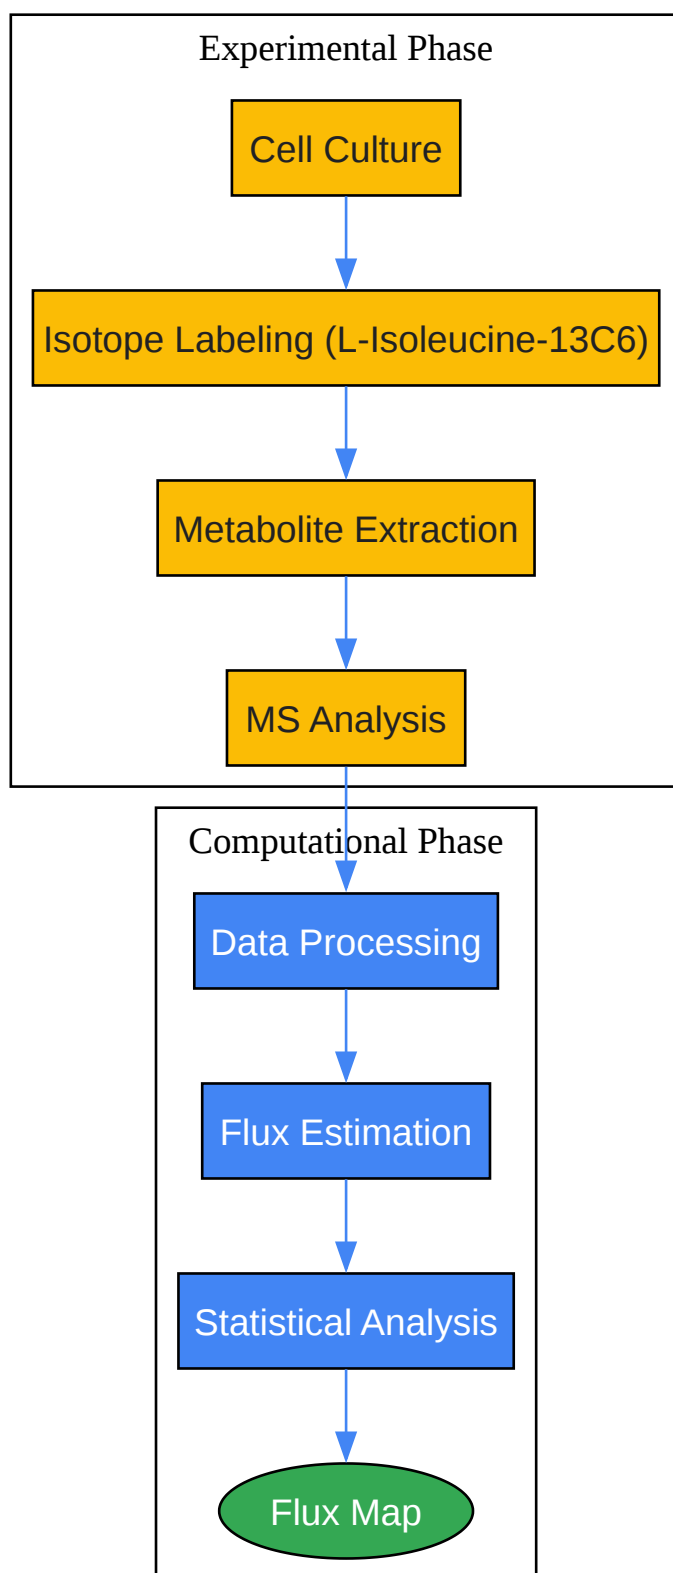 Experimental Phase
Cell Culture
Isotope Labeling (L-Isoleucine-13C6)
Metabolite Extraction
MS Analysis
Computational Phase
Data Processing
Flux Estimation
Statistical Analysis
Flux Map